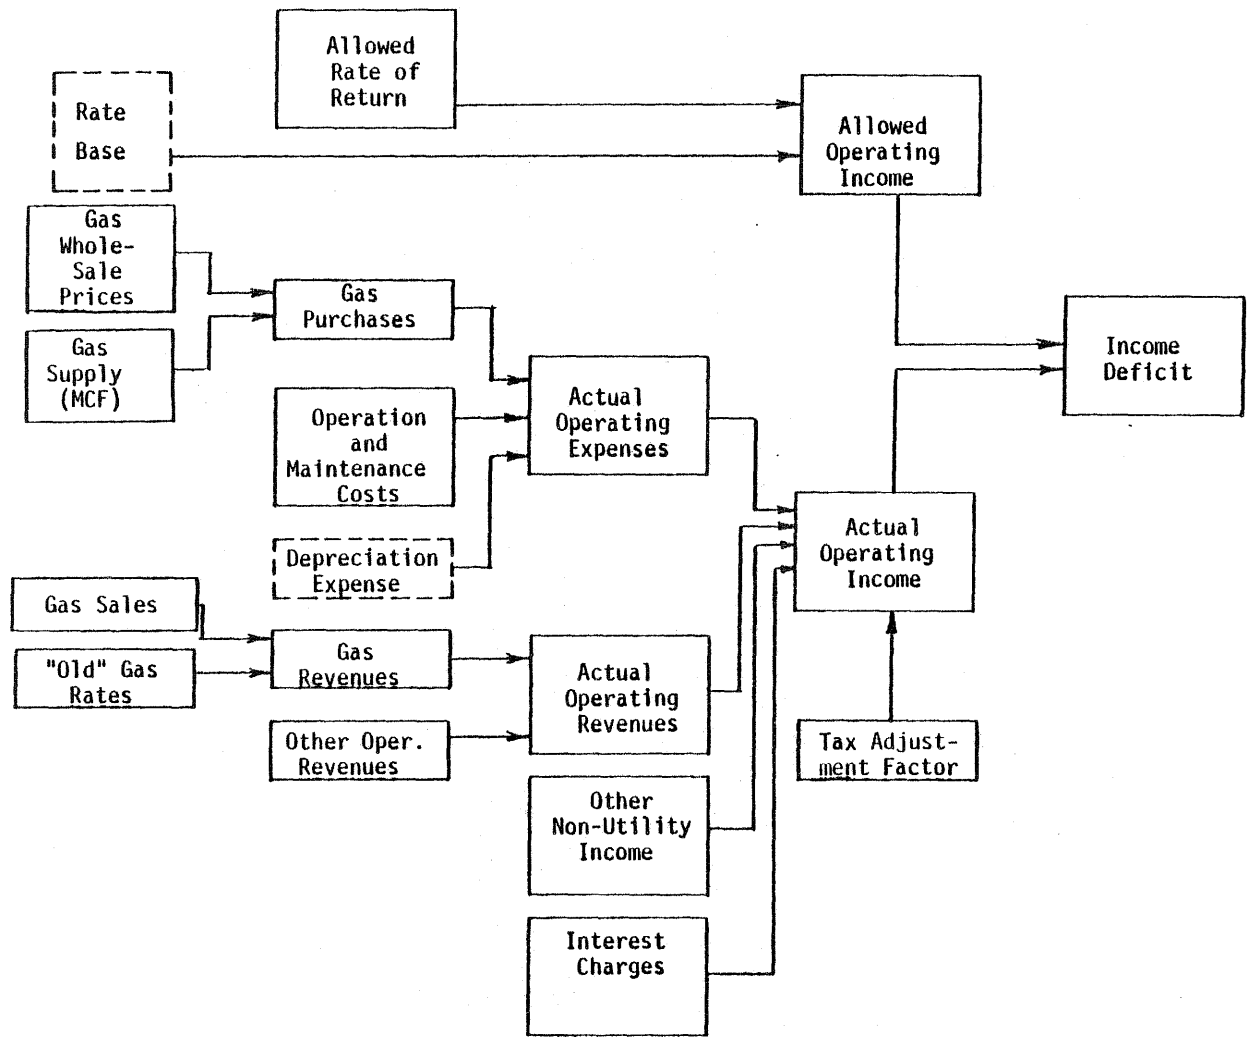 Allowed
Rate of
Return
Rate
Base
Allowed
Operating
Income
Gas
Whole-
Sale
Prices
Gas
Purchases
Gas
Supply
(MCF)
Income
Deficit
Actual
Operating
Expenses
Operation
and
Maintenance
Costs
Actual
Operating
Income
Depreciation
Expense
Gas Sales
"Old" Gas
Rates
Gas
Revenues
Actual
Operating
Revenues
Other Oper.
Revenues
Tax Adjust-
ment Factor
Other
Non-Utility
Income
Interest
Charges